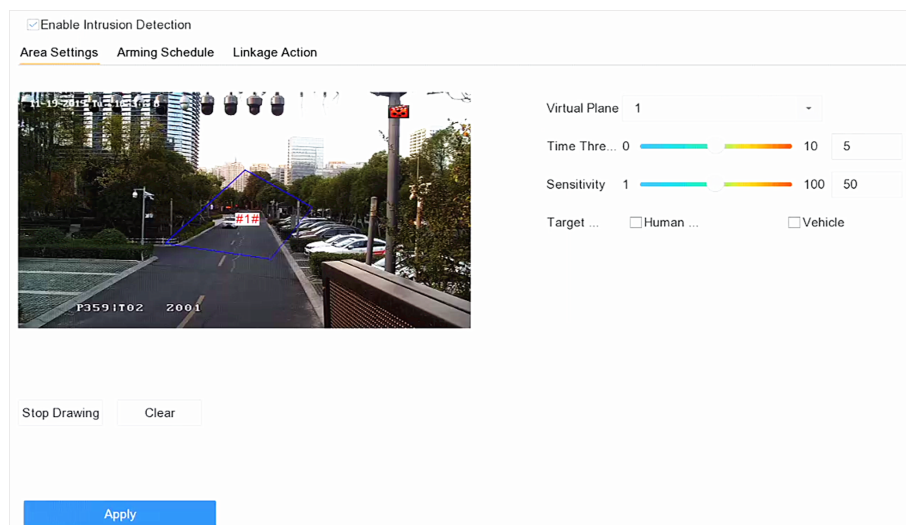 Enable Intrusion Detection
Area Settings Arming Schedule Linkage Action
Virtual Plane 1
Time Thre... 0 10 5
Sensitivity 1 100 50
Target ... Human ... Vehicle
#1#
2001
Stop Drawing Clear
Apply